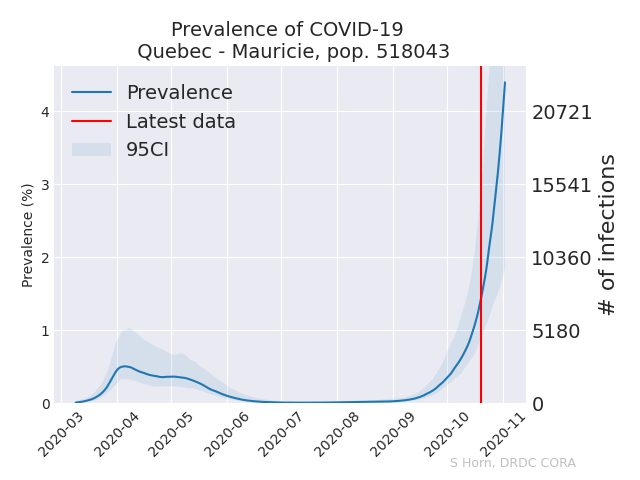 Prevalence of COVID-19
Quebec - Mauricie, pop. 518043
Prevalence
Latest data
95CI
Prevalence (%)
4
3
2
1
0
20721
15541
10360
5180
0
# of infections
2020-03
2020-04
2020-05
2020-06
2020-07
2020-08
2020-09
2020-10
2020-11
S Horn, DRDC CORA